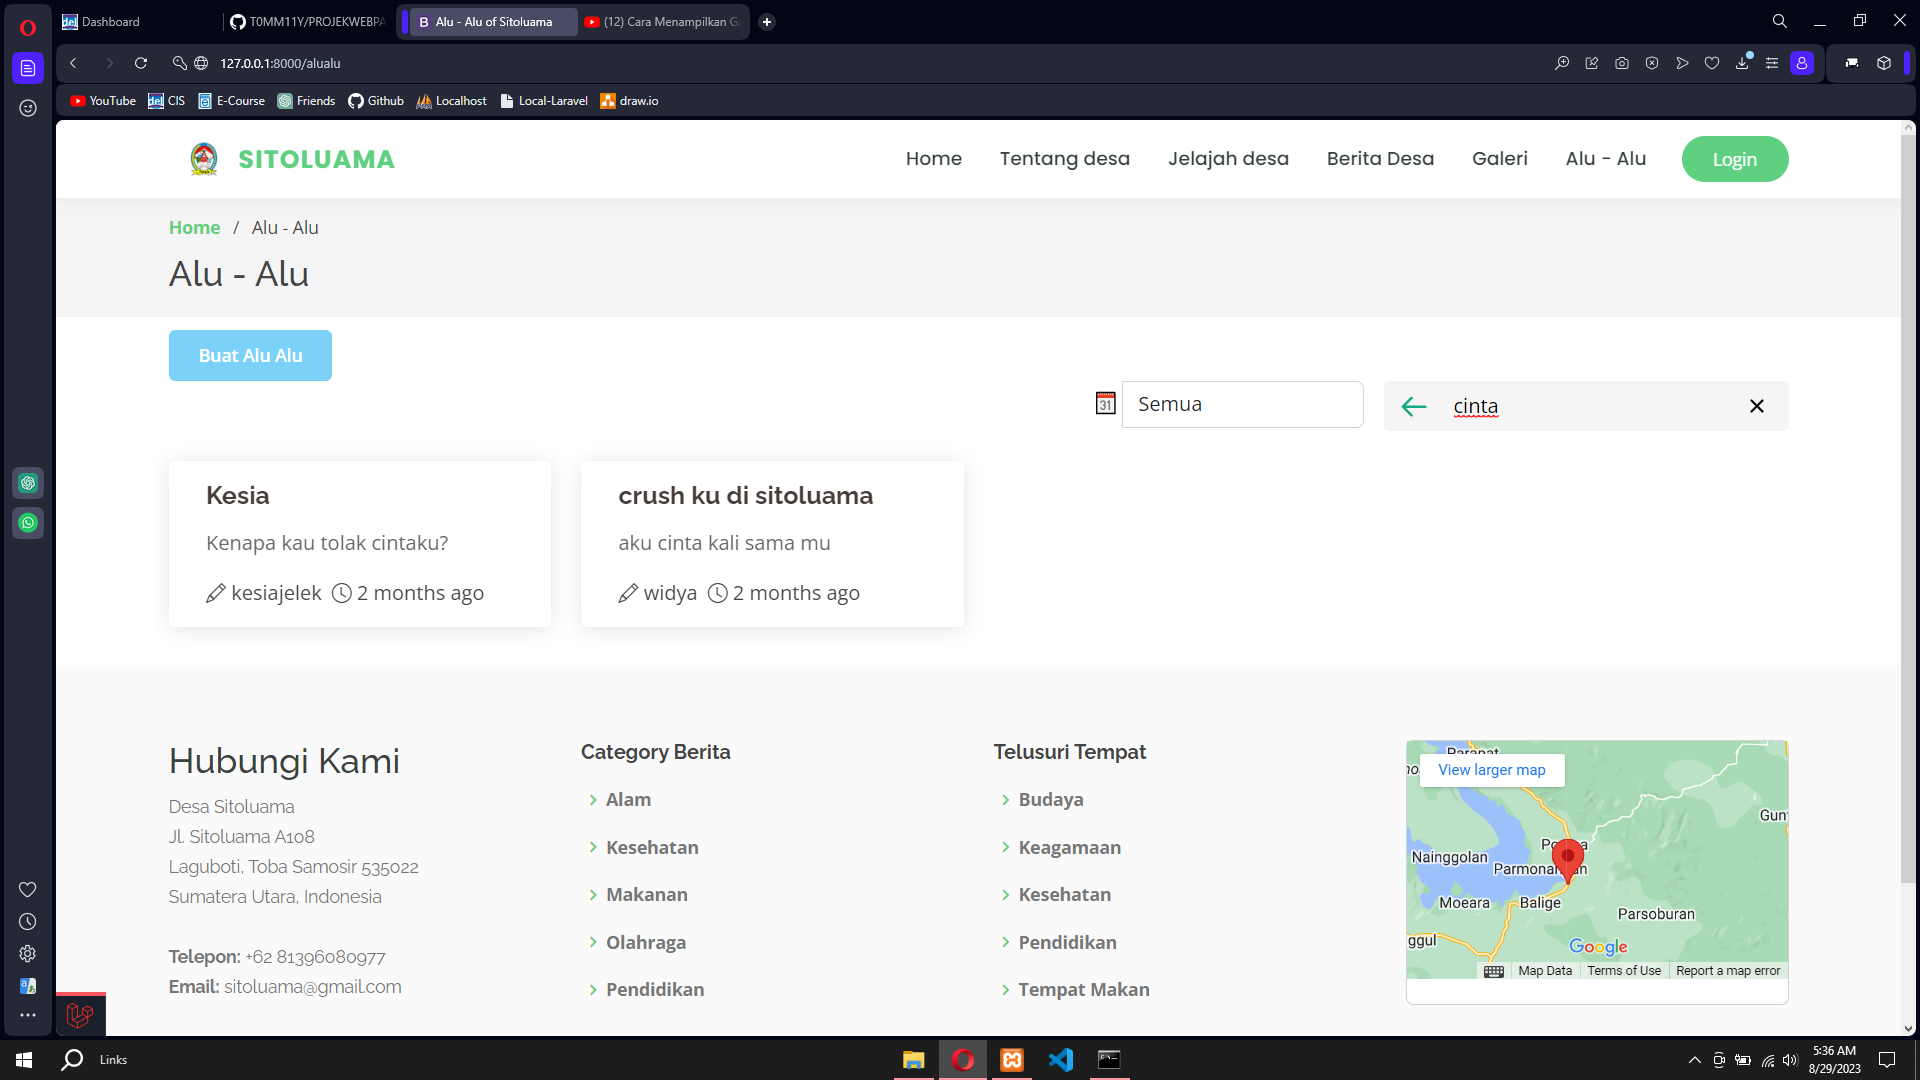 Dashboard
T0MM11Y/PROJEKWEBPA
B Alu - Alu of Sitoluama
(12) Cara Menampilkan G
127.0.0.1:8000/alualu
YouTube
CIS
E-Course
Friends
Github
Localhost
Local-Laravel
draw.io
SITOLUAMA
Home
Tentang desa
Jelajah desa
Berita Desa
Galeri
Alu - Alu
Login
Home / Alu - Alu
Alu - Alu
Buat Alu Alu
31
Semua
cinta
Kesia
Kenapa kau tolak cintaku?
kesiajelek 2 months ago
crush ku di sitoluama
aku cinta kali sama mu
widya 2 months ago
Hubungi Kami
Desa Sitoluama
Jl. Sitoluama A108
Laguboti, Toba Samosir 535022
Sumatera Utara, Indonesia
Telepon: +62 81396080977
Email: sitoluama@gmail.com
Category Berita
Alam
Kesehatan
Makanan
Olahraga
Pendidikan
Telusuri Tempat
Budaya
Keagamaan
Kesehatan
Pendidikan
Tempat Makan
View larger map
Nainggolan
Moeara
Balige
Parsoburan
ggul
Google
Map Data
Terms of Use
Report a map error
Links
5:36 AM
8/29/2023